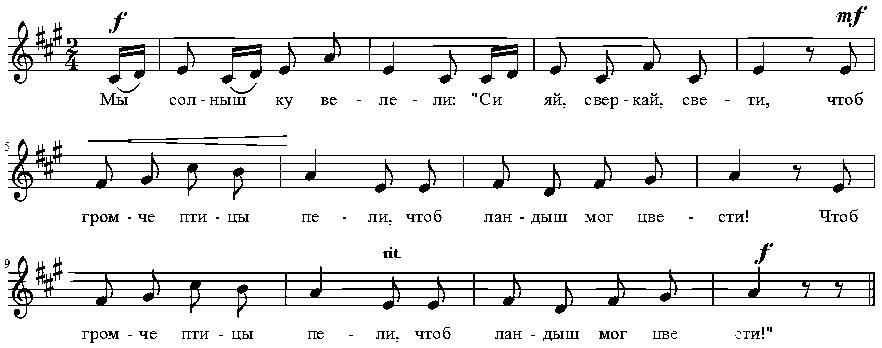 f mf
2
4
Мы сол - ныш ку ве - ле - ли: "Си яй, свер - кай, све - ти, чтоб
5
гром - че пти - цы пе - ли, чтоб лан - дыш мог цве - сти! Чтоб
9 rit. f
гром - че пти - цы пе - ли, чтоб лан - дыш мог цве сти!"